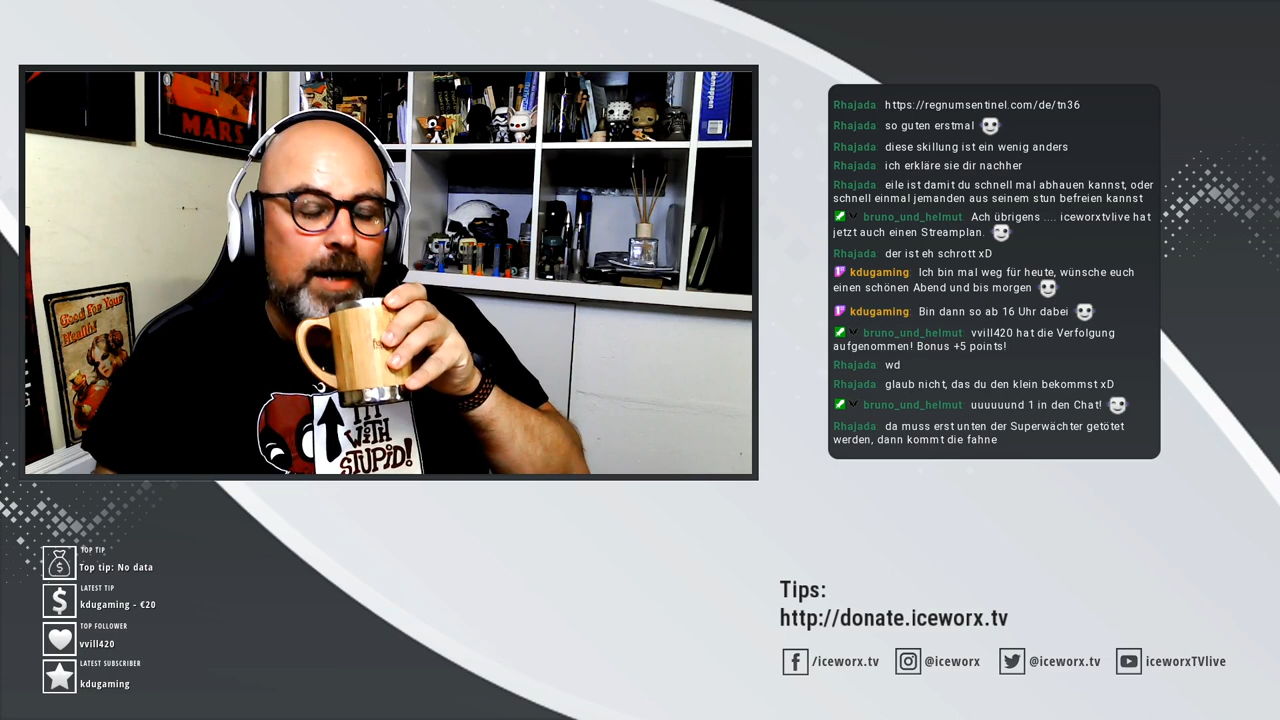 MARS
Good For Your
Health!
I'M
WITH
STUPID!
Rhajada: https://regnumsentinel.com/de/tn36
Rhajada: so guten erstmal
Rhajada: diese skillung ist ein wenig anders
Rhajada: ich erkläre sie dir nachher
Rhajada: eile ist damit du schnell mal abhauen kannst, oder
schnell einmal jemanden aus seinem stun befreien kannst
bruno_und_helmut: Ach übrigens .... iceworxtvlive hat
jetzt auch einen Streamplan.
Rhajada: der ist eh schrott xD
kdugaming: Ich bin mal weg für heute, wünsche euch
einen schönen Abend und bis morgen
kdugaming: Bin dann so ab 16 Uhr dabei
bruno_und_helmut: vvill420 hat die Verfolgung
aufgenommen! Bonus +5 points!
Rhajada: wd
Rhajada: glaub nicht, das du den klein bekommst xD
bruno_und_helmut: uuuuuund 1 in den Chat!
Rhajada: da muss erst unten der Superwächter getötet
werden, dann kommt die fahne
TOP TIP
Top tip: No data
LATEST TIP
kdugaming - €20
TOP FOLLOWER
vvill420
LATEST SUBSCRIBER
kdugaming
Tips:
http://donate.iceworx.tv
/iceworx.tv @iceworx @iceworx.tv iceworxTVlive